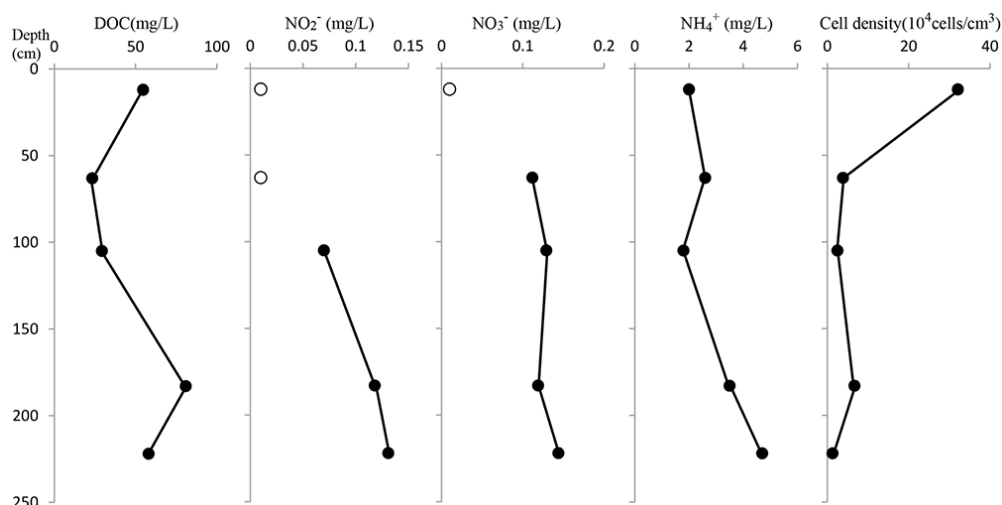 DOC(mg/L) NO₂⁻ (mg/L) NO₃⁻ (mg/L) NH₄⁺ (mg/L) Cell density(10⁴cells/cm³)
Depth (cm)
0 50 100 0 0.05 0.1 0.15 0 0.1 0.2 0 2 4 6 0 20 40
0
50
100
150
200
250